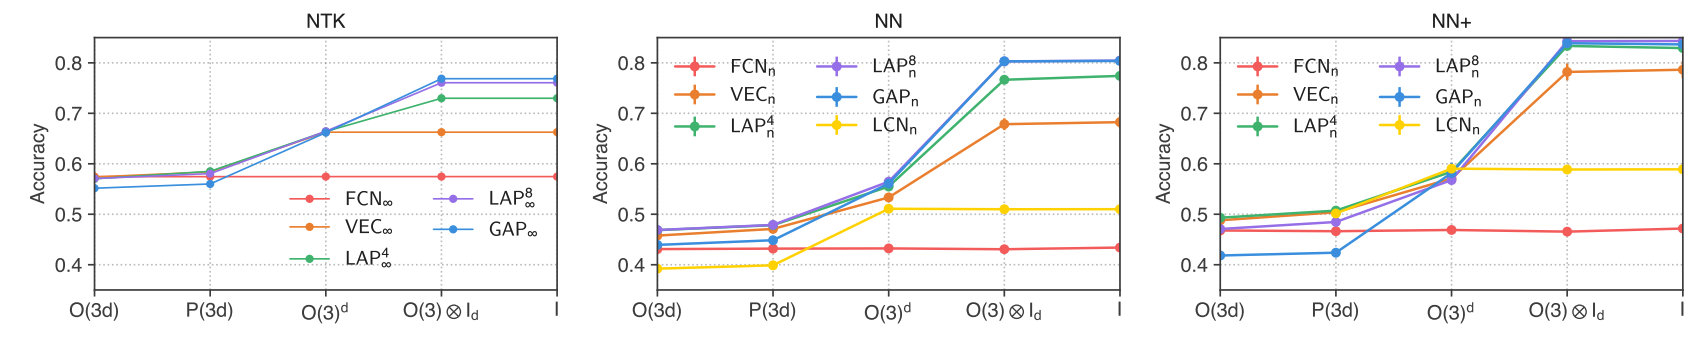 NTK
Accuracy
0.8
0.7
0.6
0.5
0.4
FCN∞
VEC∞
LAP⁴∞
LAP⁸∞
GAP∞
O(3d) P(3d) O(3)ᵈ O(3) ⊗ I_d I
NN
Accuracy
0.8
0.7
0.6
0.5
0.4
FCNₙ
VECₙ
LAP⁴ₙ
LAP⁸ₙ
GAPₙ
LCNₙ
O(3d) P(3d) O(3)ᵈ O(3) ⊗ I_d I
NN+
Accuracy
0.8
0.7
0.6
0.5
0.4
FCNₙ
VECₙ
LAP⁴ₙ
LAP⁸ₙ
GAPₙ
LCNₙ
O(3d) P(3d) O(3)ᵈ O(3) ⊗ I_d I